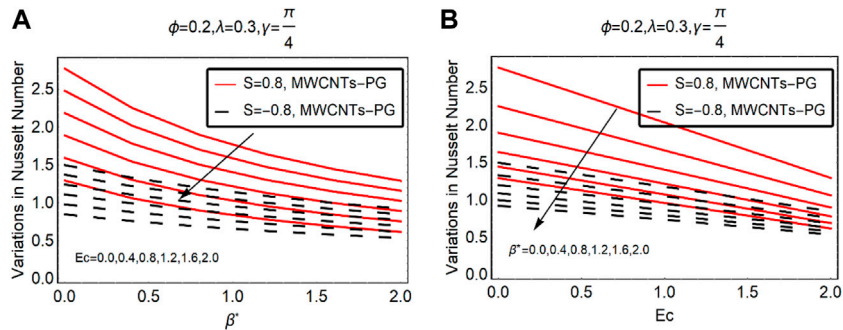 A
ϕ=0.2,λ=0.3,γ=π/4
Variations in Nusselt Number
2.5
2.0
1.5
1.0
0.5
0.0
S=0.8, MWCNTs−PG
S=−0.8, MWCNTs−PG
Ec=0.0,0.4,0.8,1.2,1.6,2.0
0.0 0.5 1.0 1.5 2.0
β*
B
ϕ=0.2,λ=0.3,γ=π/4
Variations in Nusselt Number
2.5
2.0
1.5
1.0
0.5
0.0
S=0.8, MWCNTs−PG
S=−0.8, MWCNTs−PG
β*=0.0,0.4,0.8,1.2,1.6,2.0
0.0 0.5 1.0 1.5 2.0
Ec